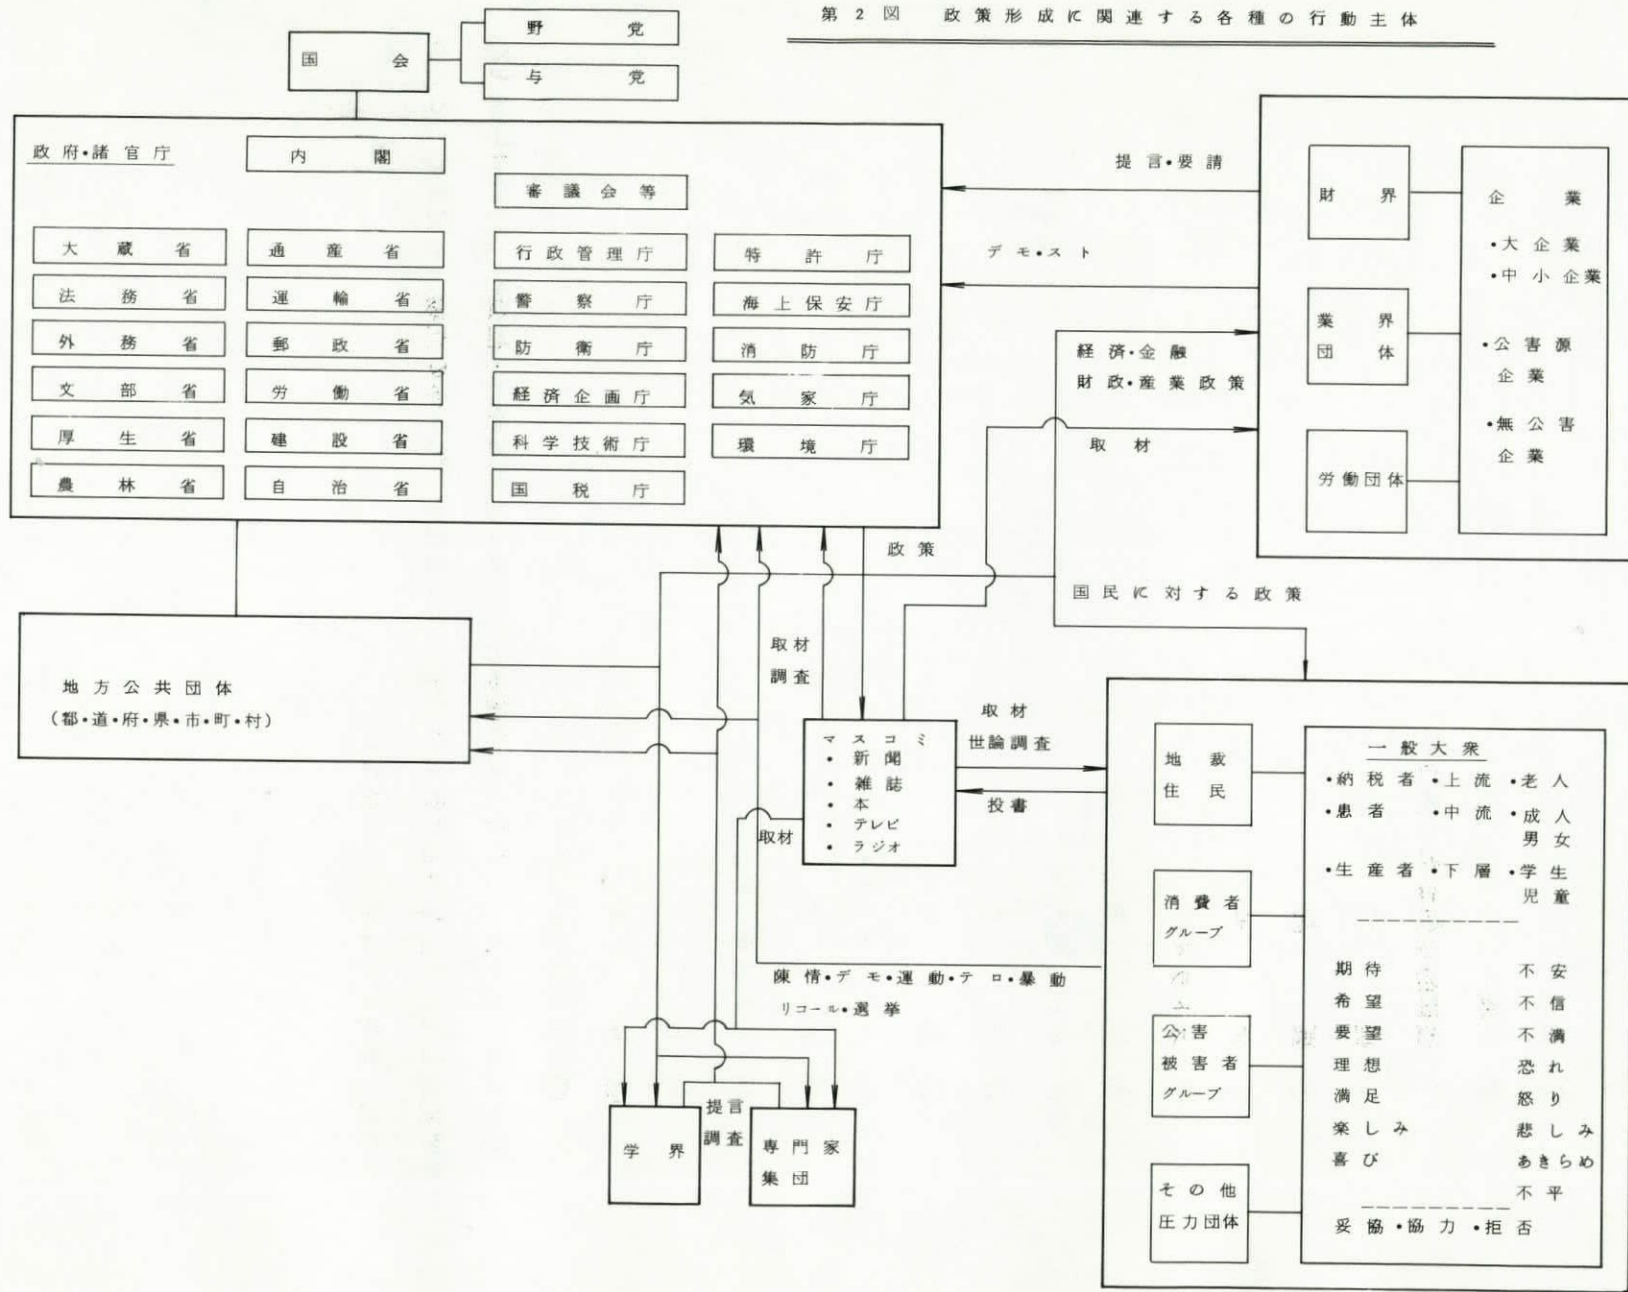 第2図 政策形成に関連する各種の行動主体
国会
野党
与党
政府・諸官庁
内閣
審議会等
大蔵省
法務省
外務省
文部省
厚生省
農林省
通産省
運輸省
郵政省
労働省
建設省
自治省
行政管理庁
警察庁
防衛庁
経済企画庁
科学技術庁
国税庁
特許庁
海上保安庁
消防庁
気家庁
環境庁
提言・要請
デモ・スト
経済・金融
財政・産業政策
取材
財界
業界
団体
労働団体
企業
・大企業
・中小企業
・公害源
企業
・無公害
企業
政策
国民に対する政策
地方公共団体
(都・道・府・県・市・町・村)
取材
調査
マスコミ
・新聞
・雑誌
・本
・テレビ
・ラジオ
取材
世論調査
投書
取材
陳情・デモ・運動・テロ・暴動
リコール・選挙
提言
調査
学界
専門家
集団
地裁
住民
消費者
グループ
公害
被害者
グループ
その他
圧力団体
一般大衆
・納税者 ・上流 ・老人
・患者 ・中流 ・成人
男女
・生産者 ・下層 ・学生
児童
期待 不安
希望 不信
要望 不満
理想 恐れ
満足 怒り
楽しみ 悲しみ
喜び あきらめ
不平
妥協・協力・拒否